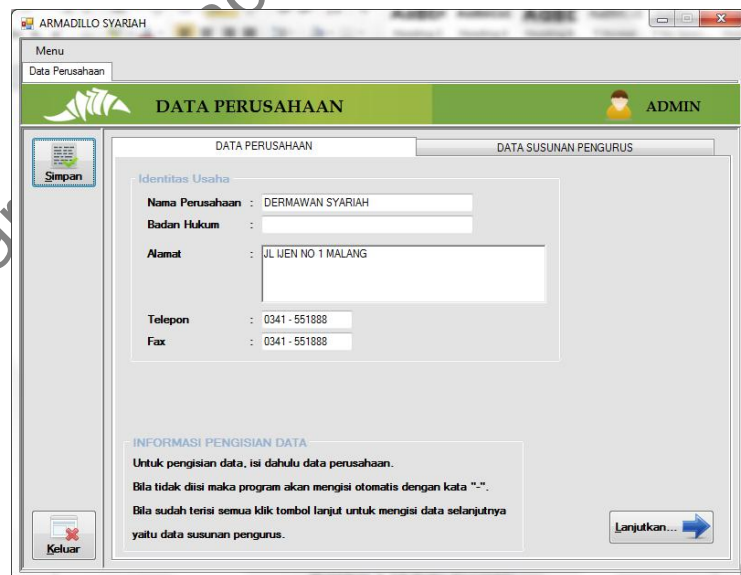 ARMADILLO SYARIAH
Menu
Data Perusahaan
DATA PERUSAHAAN
ADMIN
Simpan
DATA PERUSAHAAN
DATA SUSUNAN PENGURUS
Identitas Usaha
Nama Perusahaan : DERMAWAN SYARIAH
Badan Hukum :
Alamat : JL IJEN NO 1 MALANG
Telepon : 0341 - 551888
Fax : 0341 - 551888
INFORMASI PENGISIAN DATA
Untuk pengisian data, isi dahulu data perusahaan.
Bila tidak diisi maka program akan mengisi otomatis dengan kata "-".
Bila sudah terisi semua klik tombol lanjut untuk mengisi data selanjutnya
yaitu data susunan pengurus.
Lanjutkan...
Keluar